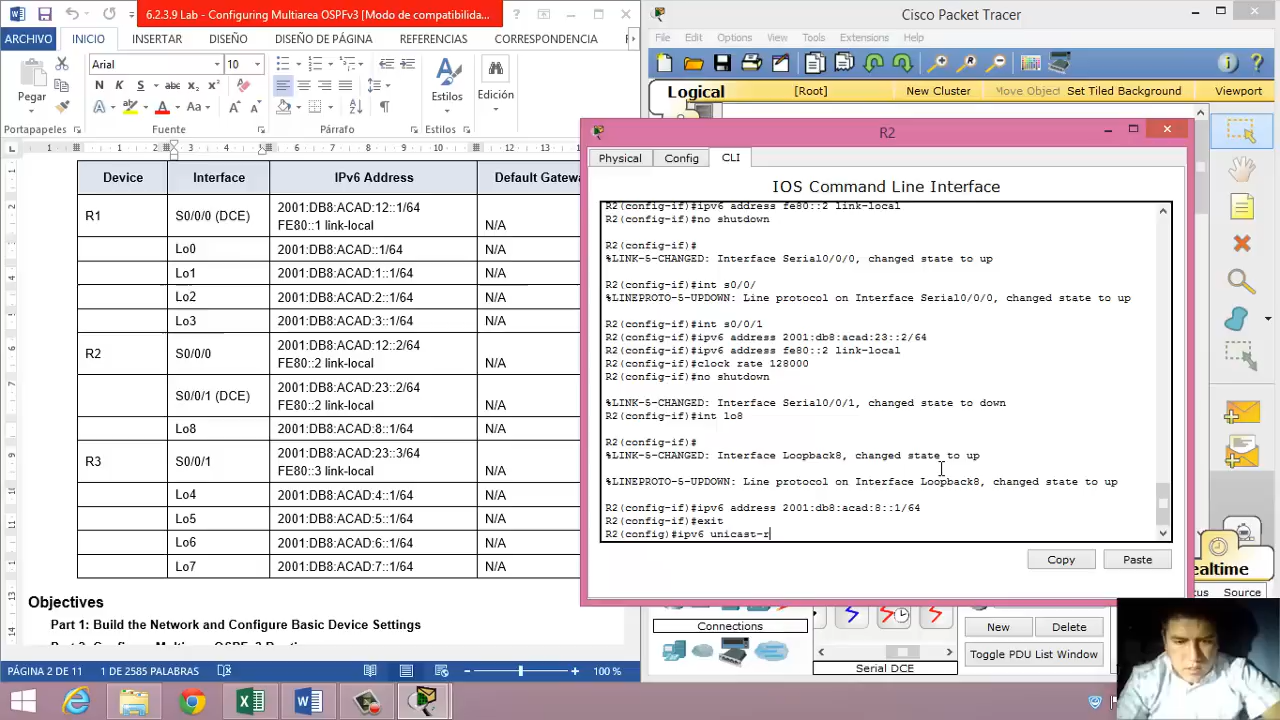 6.2.3.9 Lab - Configuring Multiarea OSPFv3 [Modo de compatibilida...
ARCHIVO INICIO INSERTAR DISEÑO DISEÑO DE PÁGINA REFERENCIAS CORRESPONDENCIA
Arial 10
N K S abc x₂ x²
Aa A A
Pegar
Estilos
Edición
Portapapeles Fuente Párrafo Estilos
Device Interface IPv6 Address Default Gatewa
R1 S0/0/0 (DCE) 2001:DB8:ACAD:12::1/64
FE80::1 link-local N/A
Lo0 2001:DB8:ACAD::1/64 N/A
Lo1 2001:DB8:ACAD:1::1/64 N/A
Lo2 2001:DB8:ACAD:2::1/64 N/A
Lo3 2001:DB8:ACAD:3::1/64 N/A
R2 S0/0/0 2001:DB8:ACAD:12::2/64
FE80::2 link-local N/A
S0/0/1 (DCE) 2001:DB8:ACAD:23::2/64
FE80::2 link-local N/A
Lo8 2001:DB8:ACAD:8::1/64 N/A
R3 S0/0/1 2001:DB8:ACAD:23::3/64
FE80::3 link-local N/A
Lo4 2001:DB8:ACAD:4::1/64 N/A
Lo5 2001:DB8:ACAD:5::1/64 N/A
Lo6 2001:DB8:ACAD:6::1/64 N/A
Lo7 2001:DB8:ACAD:7::1/64 N/A
Objectives
Part 1: Build the Network and Configure Basic Device Settings
PÁGINA 2 DE 11 1 DE 2585 PALABRAS 100 %
Cisco Packet Tracer
File Edit Options View Tools Extensions Help
Logical [Root] New Cluster Move Object Set Tiled Background Viewport
R2
Physical Config CLI
IOS Command Line Interface
R2(config-if)#ipv6 address fe80::2 link-local
R2(config-if)#no shutdown
R2(config-if)#
%LINK-5-CHANGED: Interface Serial0/0/0, changed state to up
R2(config-if)#int s0/0/
%LINEPROTO-5-UPDOWN: Line protocol on Interface Serial0/0/0, changed state to up
R2(config-if)#int s0/0/1
R2(config-if)#ipv6 address 2001:db8:acad:23::2/64
R2(config-if)#ipv6 address fe80::2 link-local
R2(config-if)#clock rate 128000
R2(config-if)#no shutdown
%LINK-5-CHANGED: Interface Serial0/0/1, changed state to down
R2(config-if)#int lo8
R2(config-if)#
%LINK-5-CHANGED: Interface Loopback8, changed state to up
%LINEPROTO-5-UPDOWN: Line protocol on Interface Loopback8, changed state to up
R2(config-if)#ipv6 address 2001:db8:acad:8::1/64
R2(config-if)#exit
R2(config)#ipv6 unicast-r
Copy Paste
ealtime
Source
Connections
New Delete
Toggle PDU List Window
Serial DCE